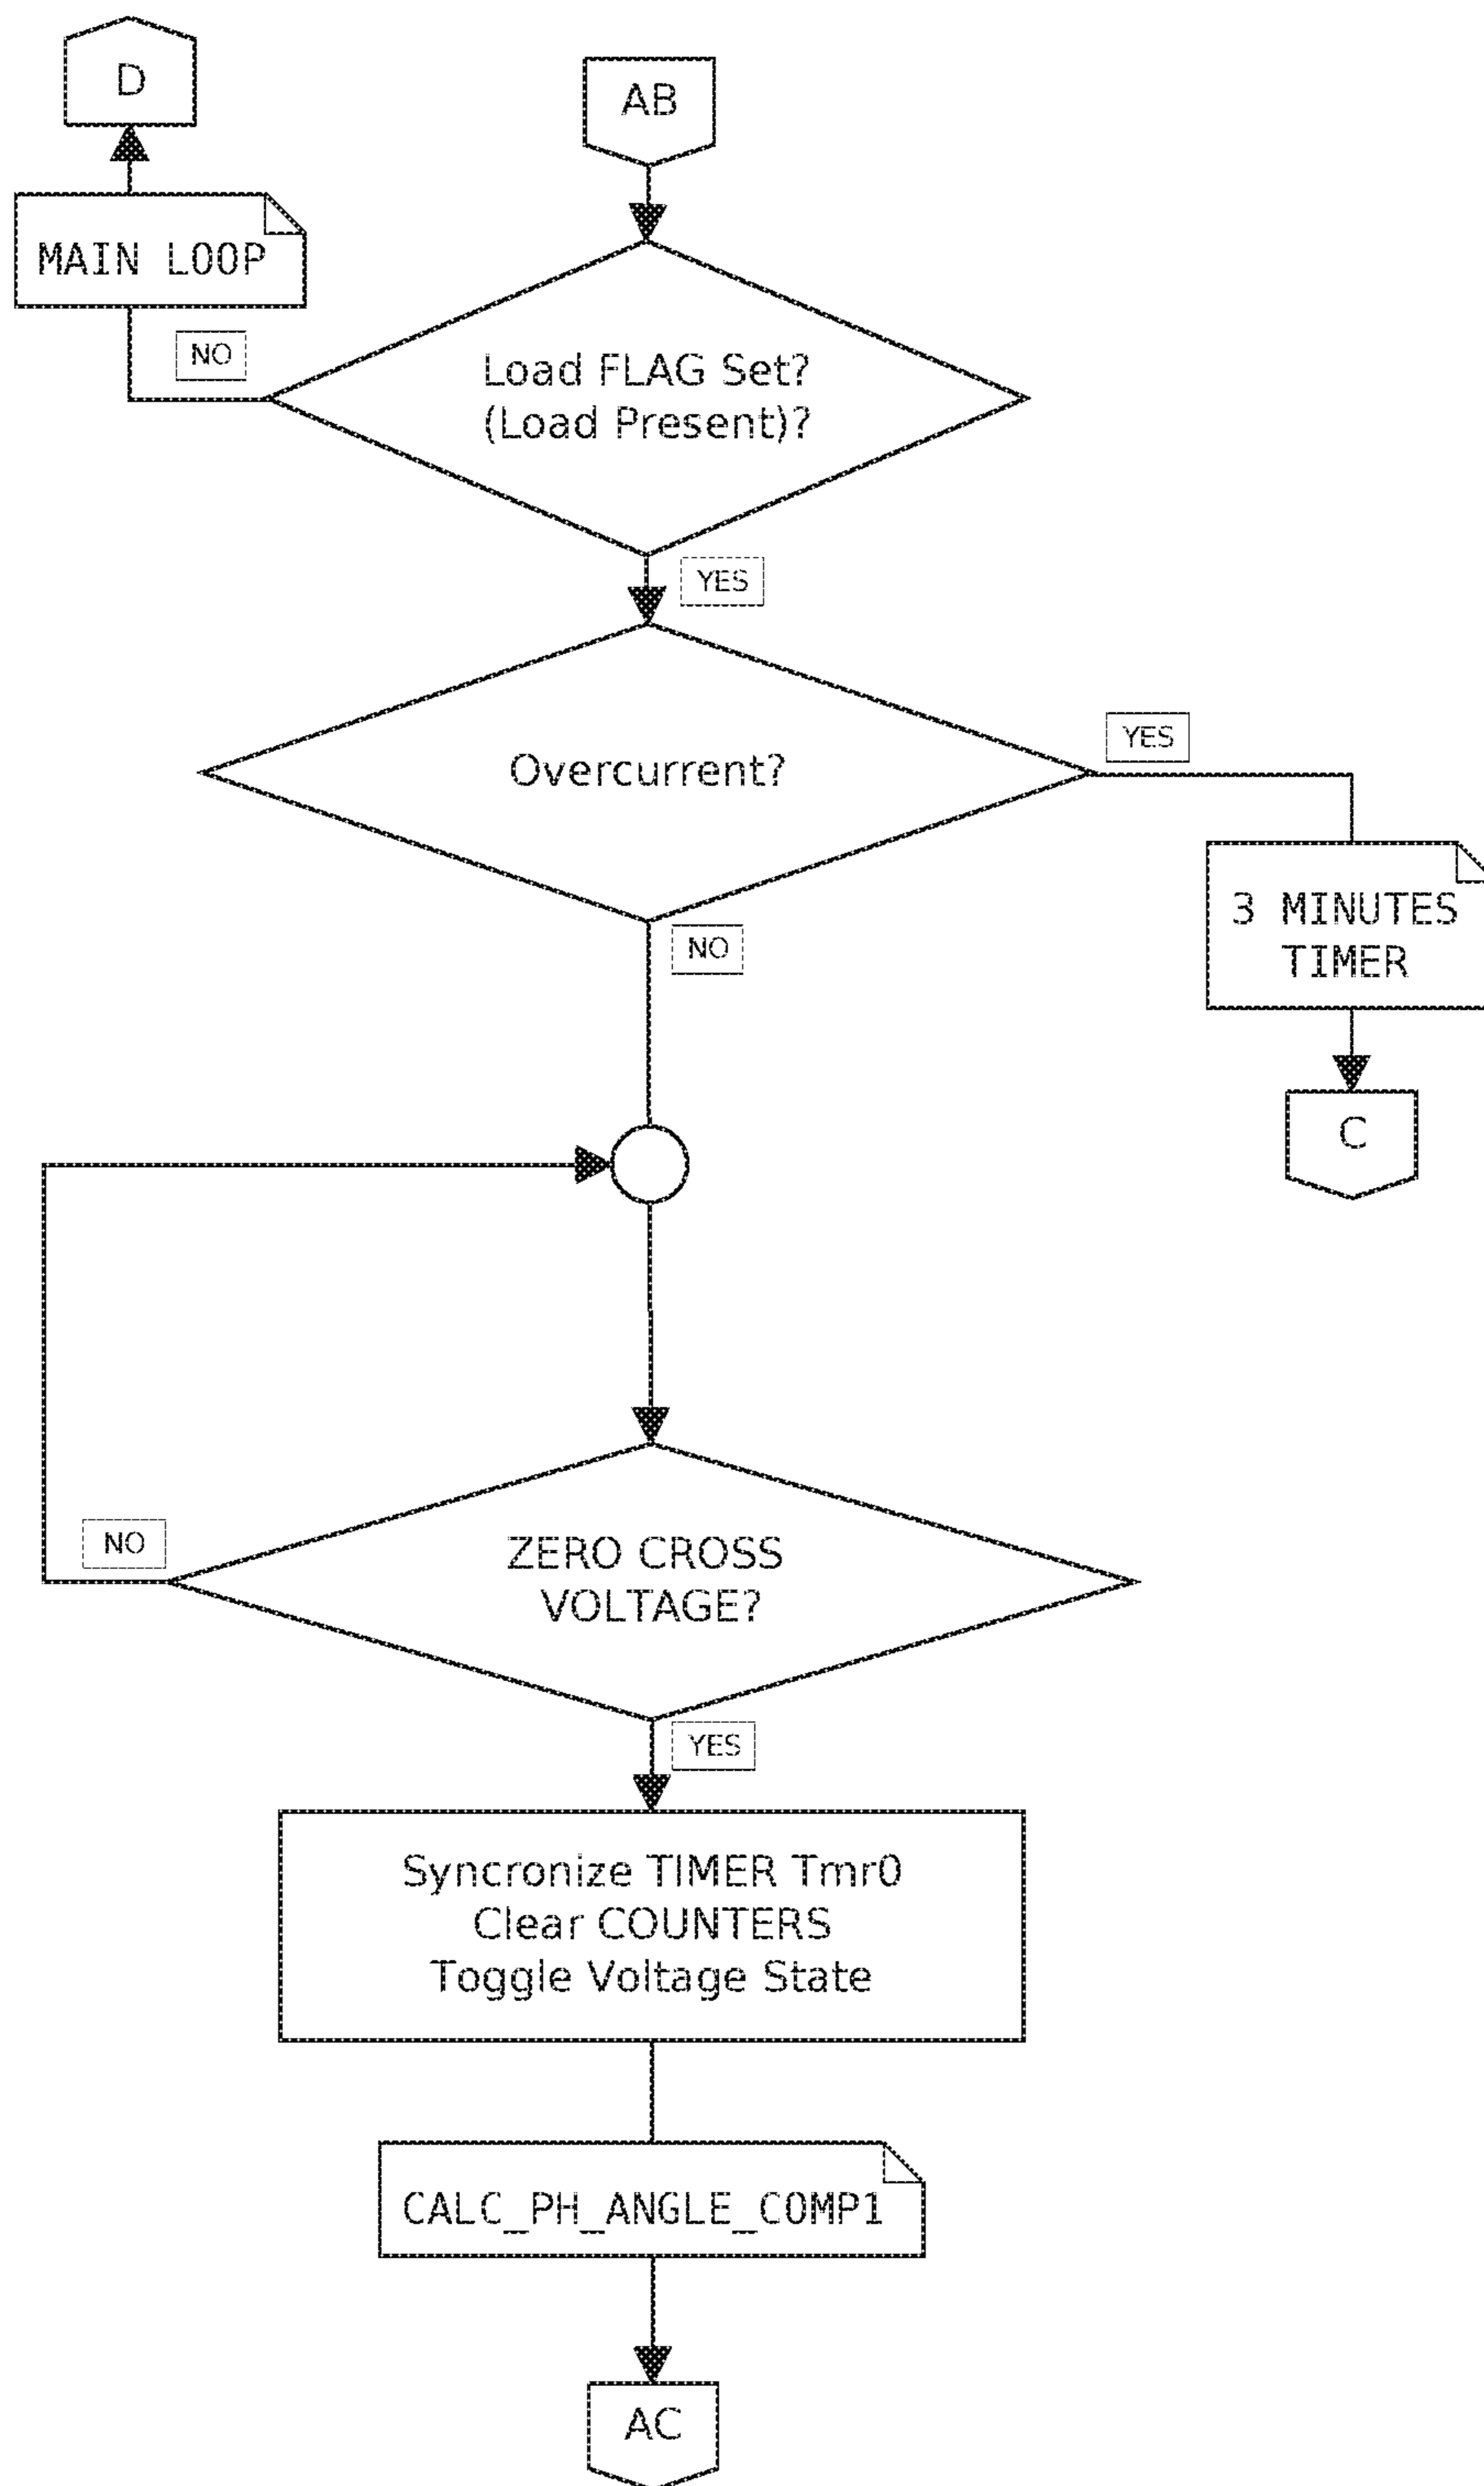 D
AB
MAIN LOOP
NO
Load FLAG Set?
(Load Present)?
YES
Overcurrent?
YES
NO
3 MINUTES
TIMER
C
NO
ZERO CROSS
VOLTAGE?
YES
Syncronize TIMER Tmr0
Clear COUNTERS
Toggle Voltage State
CALC_PH_ANGLE_COMP1
AC